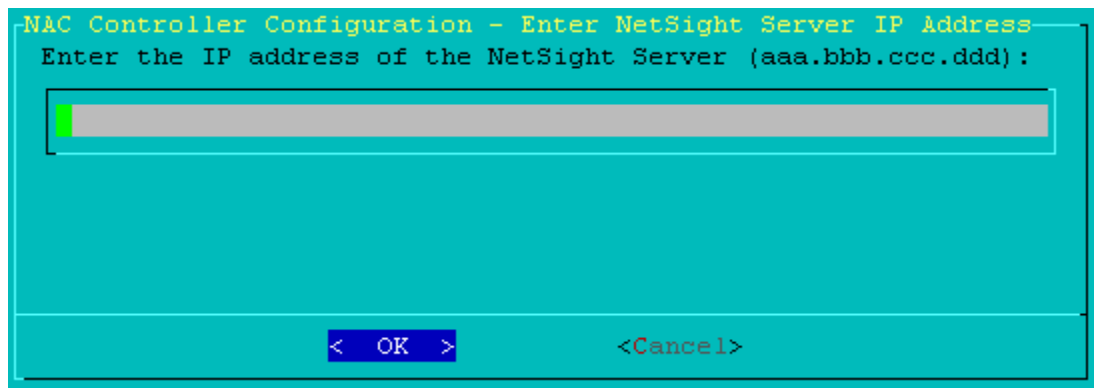 NAC Controller Configuration - Enter NetSight Server IP Address
Enter the IP address of the NetSight Server (aaa.bbb.ccc.ddd):
< OK > <Cancel>